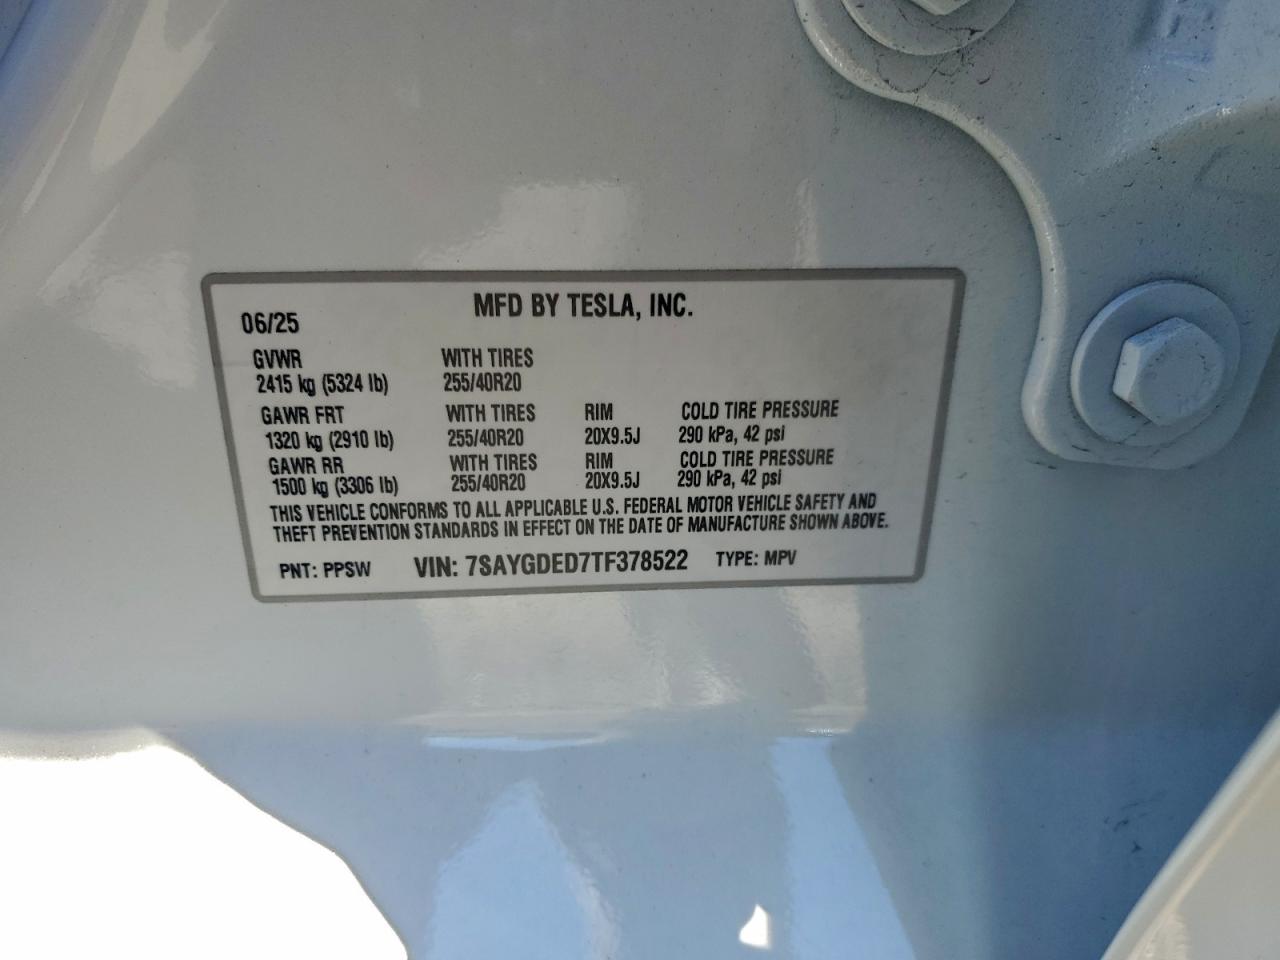 MFD BY TESLA, INC.
06/25
GVWR WITH TIRES
2415 kg (5324 lb) 255/40R20
GAWR FRT WITH TIRES RIM COLD TIRE PRESSURE
1320 kg (2910 lb) 255/40R20 20X9.5J 290 kPa, 42 psi
GAWR RR WITH TIRES RIM COLD TIRE PRESSURE
1500 kg (3306 lb) 255/40R20 20X9.5J 290 kPa, 42 psi
THIS VEHICLE CONFORMS TO ALL APPLICABLE U.S. FEDERAL MOTOR VEHICLE SAFETY AND
THEFT PREVENTION STANDARDS IN EFFECT ON THE DATE OF MANUFACTURE SHOWN ABOVE.
PNT: PPSW VIN: 7SAYGDED7TF378522 TYPE: MPV